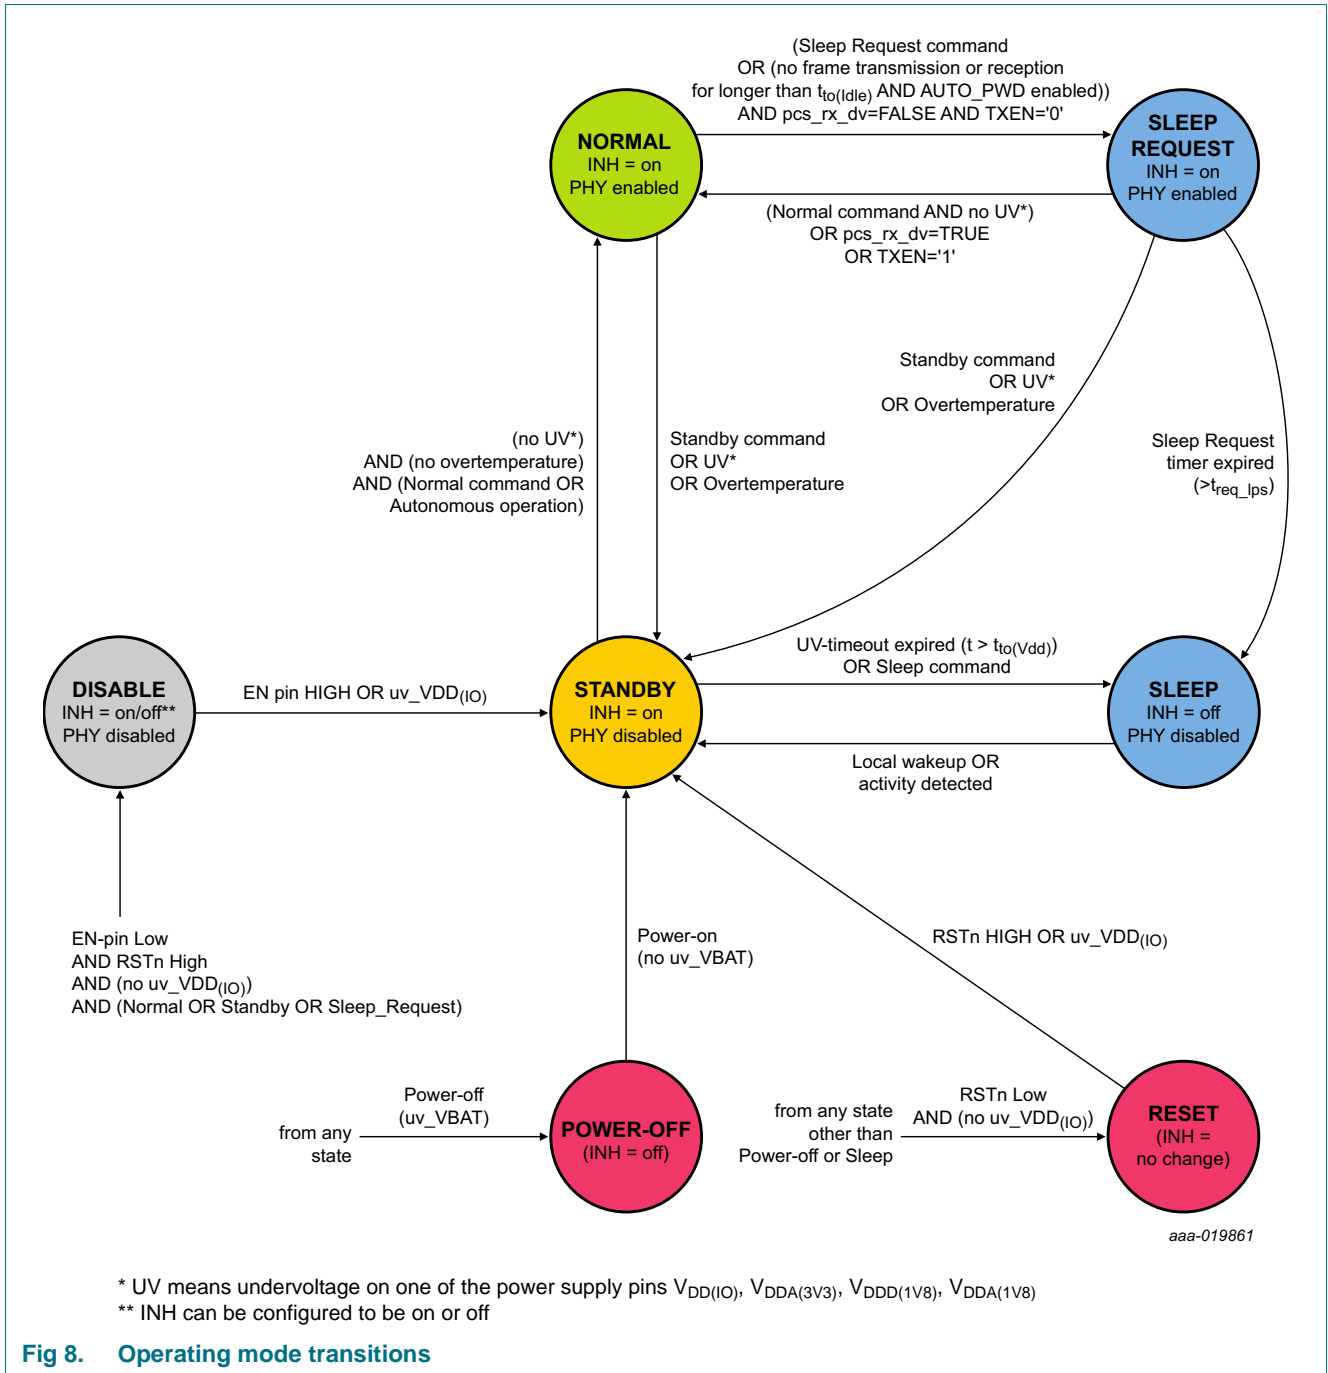 (Sleep Request command
OR (no frame transmission or reception
for longer than tto(Idle) AND AUTO_PWD enabled))
AND pcs_rx_dv=FALSE AND TXEN='0'
NORMAL
INH = on
PHY enabled
SLEEP
REQUEST
INH = on
PHY enabled
(Normal command AND no UV*)
OR pcs_rx_dv=TRUE
OR TXEN='1'
Standby command
OR UV*
OR Overtemperature
(no UV*)
AND (no overtemperature)
AND (Normal command OR
Autonomous operation)
Standby command
OR UV*
OR Overtemperature
Sleep Request
timer expired
(>treq_lps)
DISABLE
INH = on/off**
PHY disabled
EN pin HIGH OR uv_VDD(IO)
STANDBY
INH = on
PHY disabled
UV-timeout expired (t > tto(Vdd))
OR Sleep command
SLEEP
INH = off
PHY disabled
Local wakeup OR
activity detected
EN-pin Low
AND RSTn High
AND (no uv_VDD(IO))
AND (Normal OR Standby OR Sleep_Request)
Power-on
(no uv_VBAT)
RSTn HIGH OR uv_VDD(IO)
from any
state
Power-off
(uv_VBAT)
POWER-OFF
(INH = off)
from any state
other than
Power-off or Sleep
RSTn Low
AND (no uv_VDD(IO))
RESET
(INH =
no change)
aaa-019861
* UV means undervoltage on one of the power supply pins VDD(IO), VDDA(3V3), VDDD(1V8), VDDA(1V8)
** INH can be configured to be on or off
Fig 8. Operating mode transitions